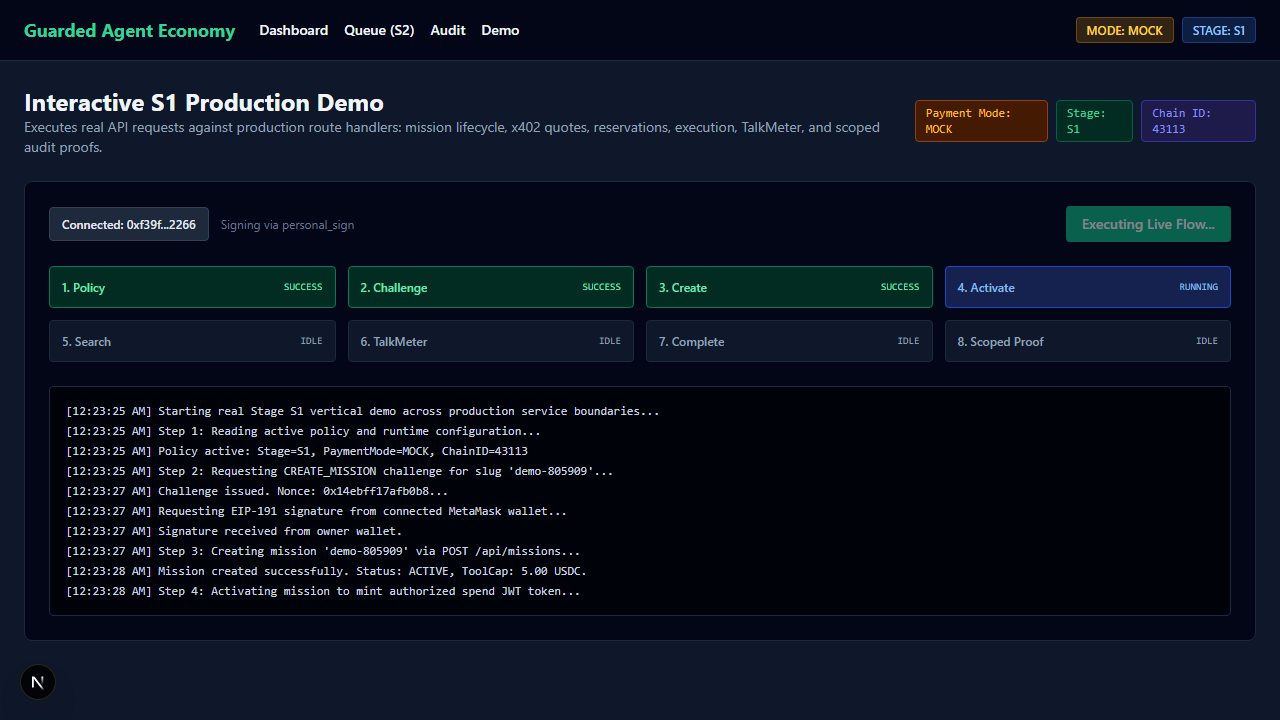 Guarded Agent Economy Dashboard Queue (S2) Audit Demo MODE: MOCK STAGE: S1
Interactive S1 Production Demo
Executes real API requests against production route handlers: mission lifecycle, x402 quotes, reservations, execution, TalkMeter, and scoped
audit proofs.
Payment Mode:
MOCK
Stage:
S1
Chain ID:
43113
Connected: 0xf39f…2266 Signing via personal_sign Executing Live Flow...
1. Policy SUCCESS 2. Challenge SUCCESS 3. Create SUCCESS 4. Activate RUNNING
5. Search IDLE 6. TalkMeter IDLE 7. Complete IDLE 8. Scoped Proof IDLE
[12:23:25 AM] Starting real Stage S1 vertical demo across production service boundaries...
[12:23:25 AM] Step 1: Reading active policy and runtime configuration...
[12:23:25 AM] Policy active: Stage=S1, PaymentMode=MOCK, ChainID=43113
[12:23:25 AM] Step 2: Requesting CREATE_MISSION challenge for slug 'demo-805909'...
[12:23:27 AM] Challenge issued. Nonce: 0x14ebff17afb0b8...
[12:23:27 AM] Requesting EIP-191 signature from connected MetaMask wallet...
[12:23:27 AM] Signature received from owner wallet.
[12:23:27 AM] Step 3: Creating mission 'demo-805909' via POST /api/missions...
[12:23:28 AM] Mission created successfully. Status: ACTIVE, ToolCap: 5.00 USDC.
[12:23:28 AM] Step 4: Activating mission to mint authorized spend JWT token...
N